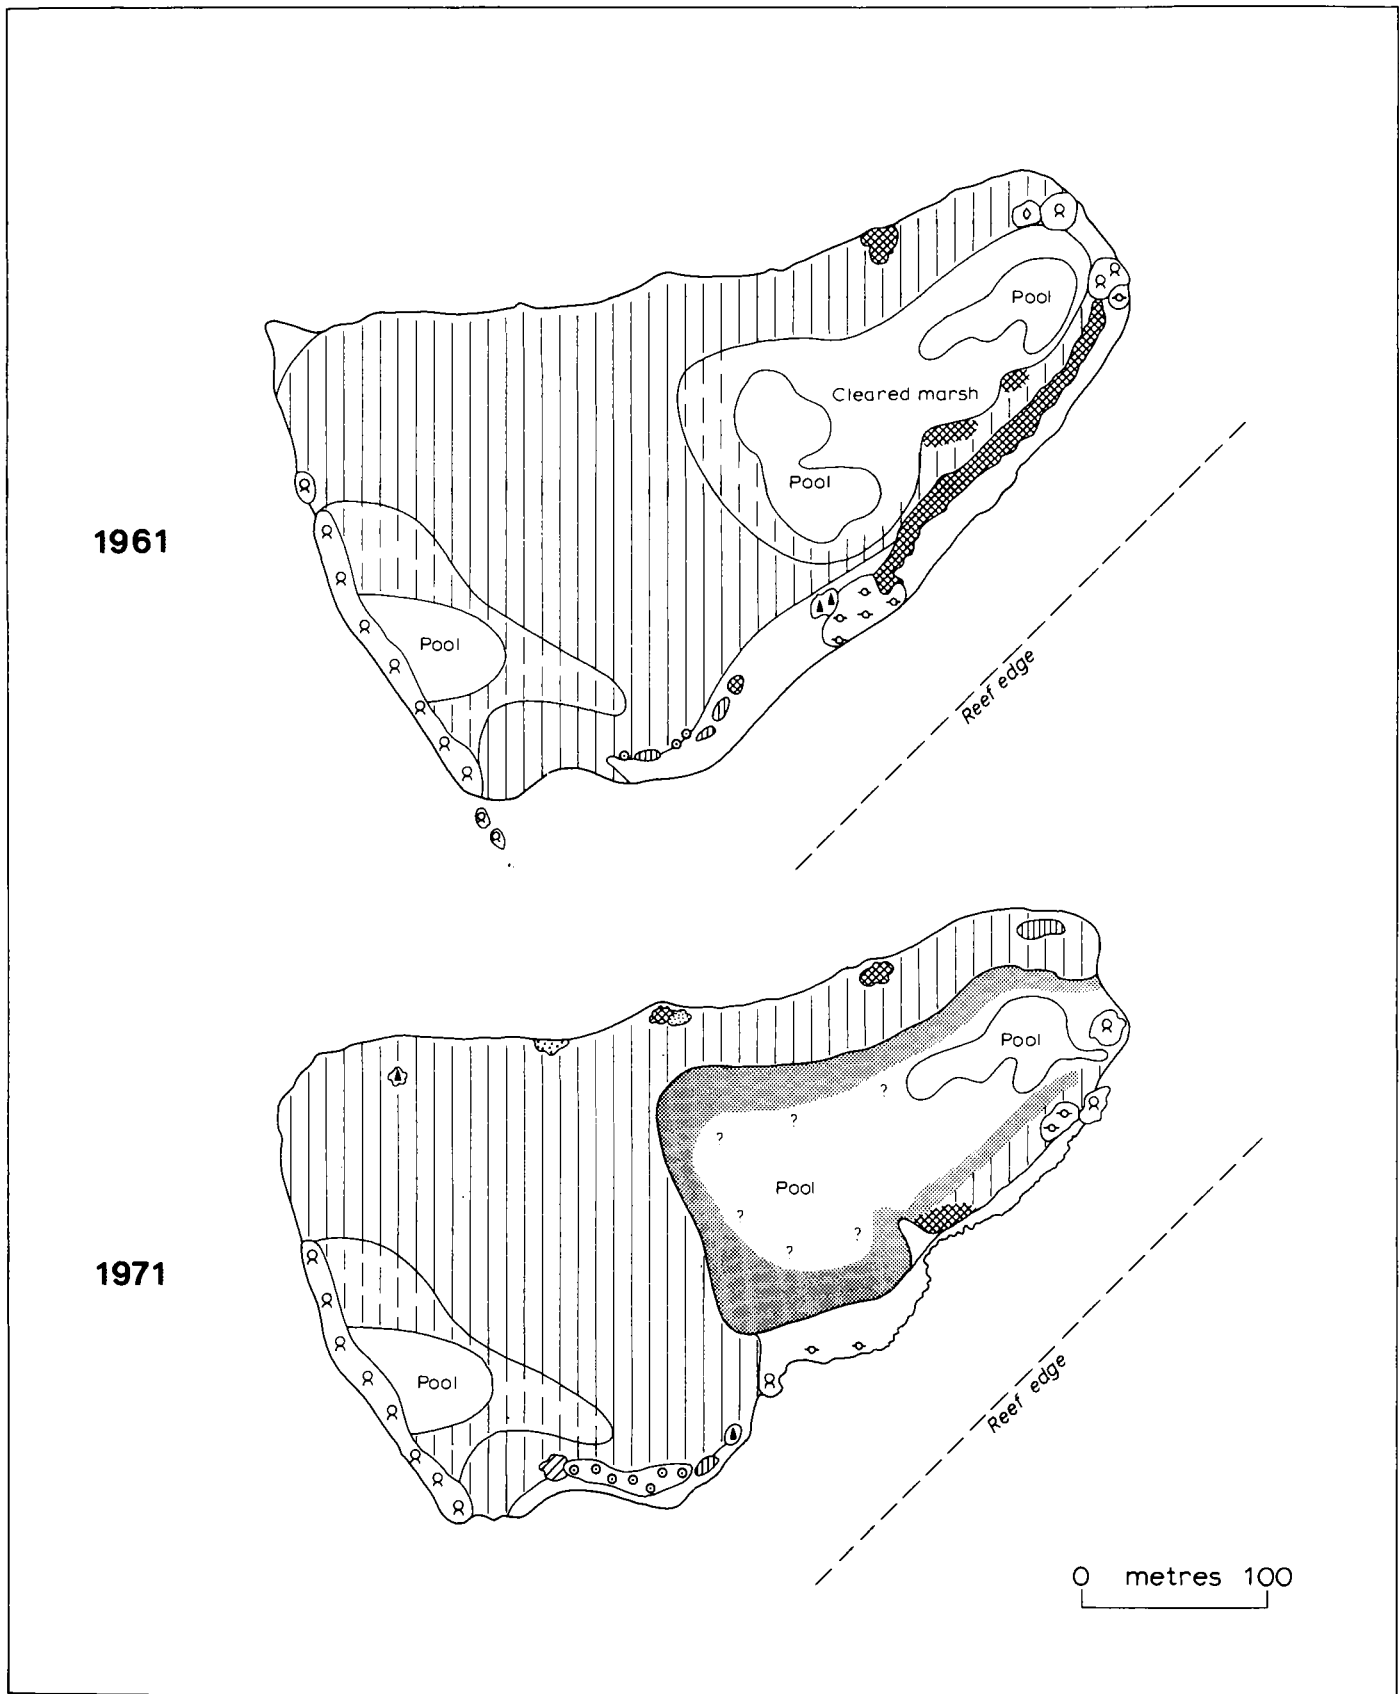 Pool
Cleared marsh
Pool
1961
Pool
Reef edge
Pool
?
?
?
Pool
?
?
?
1971
Pool
Reef edge
0 metres 100